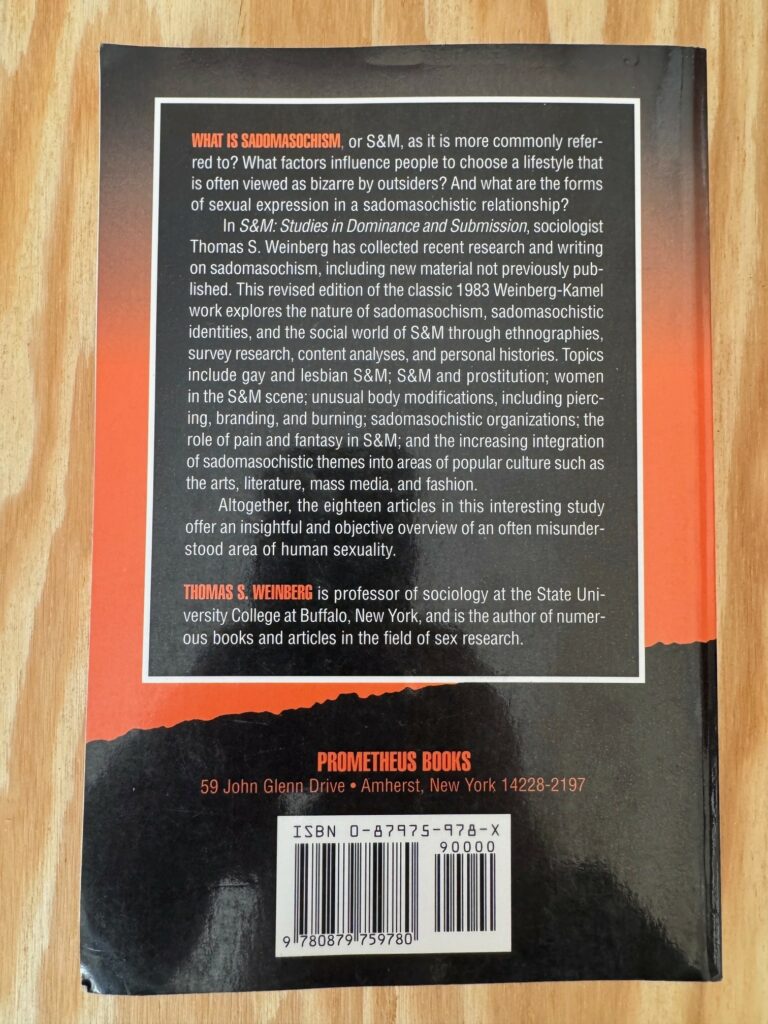 WHAT IS SADOMASOCHISM, or S&M, as it is more commonly refer-
red to? What factors influence people to choose a lifestyle that
is often viewed as bizarre by outsiders? And what are the forms
of sexual expression in a sadomasochistic relationship?
In S&M: Studies in Dominance and Submission, sociologist
Thomas S. Weinberg has collected recent research and writing
on sadomasochism, including new material not previously pub-
lished. This revised edition of the classic 1983 Weinberg-Kamel
work explores the nature of sadomasochism, sadomasochistic
identities, and the social world of S&M through ethnographies,
survey research, content analyses, and personal histories. Topics
include gay and lesbian S&M; S&M and prostitution; women
in the S&M scene; unusual body modifications, including pierc-
ing, branding, and burning; sadomasochistic organizations; the
role of pain and fantasy in S&M; and the increasing integration
of sadomasochistic themes into areas of popular culture such as
the arts, literature, mass media, and fashion.
Altogether, the eighteen articles in this interesting study
offer an insightful and objective overview of an often misunder-
stood area of human sexuality.
THOMAS S. WEINBERG is professor of sociology at the State Uni-
versity College at Buffalo, New York, and is the author of numer-
ous books and articles in the field of sex research.
PROMETHEUS BOOKS
59 John Glenn Drive • Amherst, New York 14228-2197
ISBN 0-87975-978-X
90000
9 780879 759780